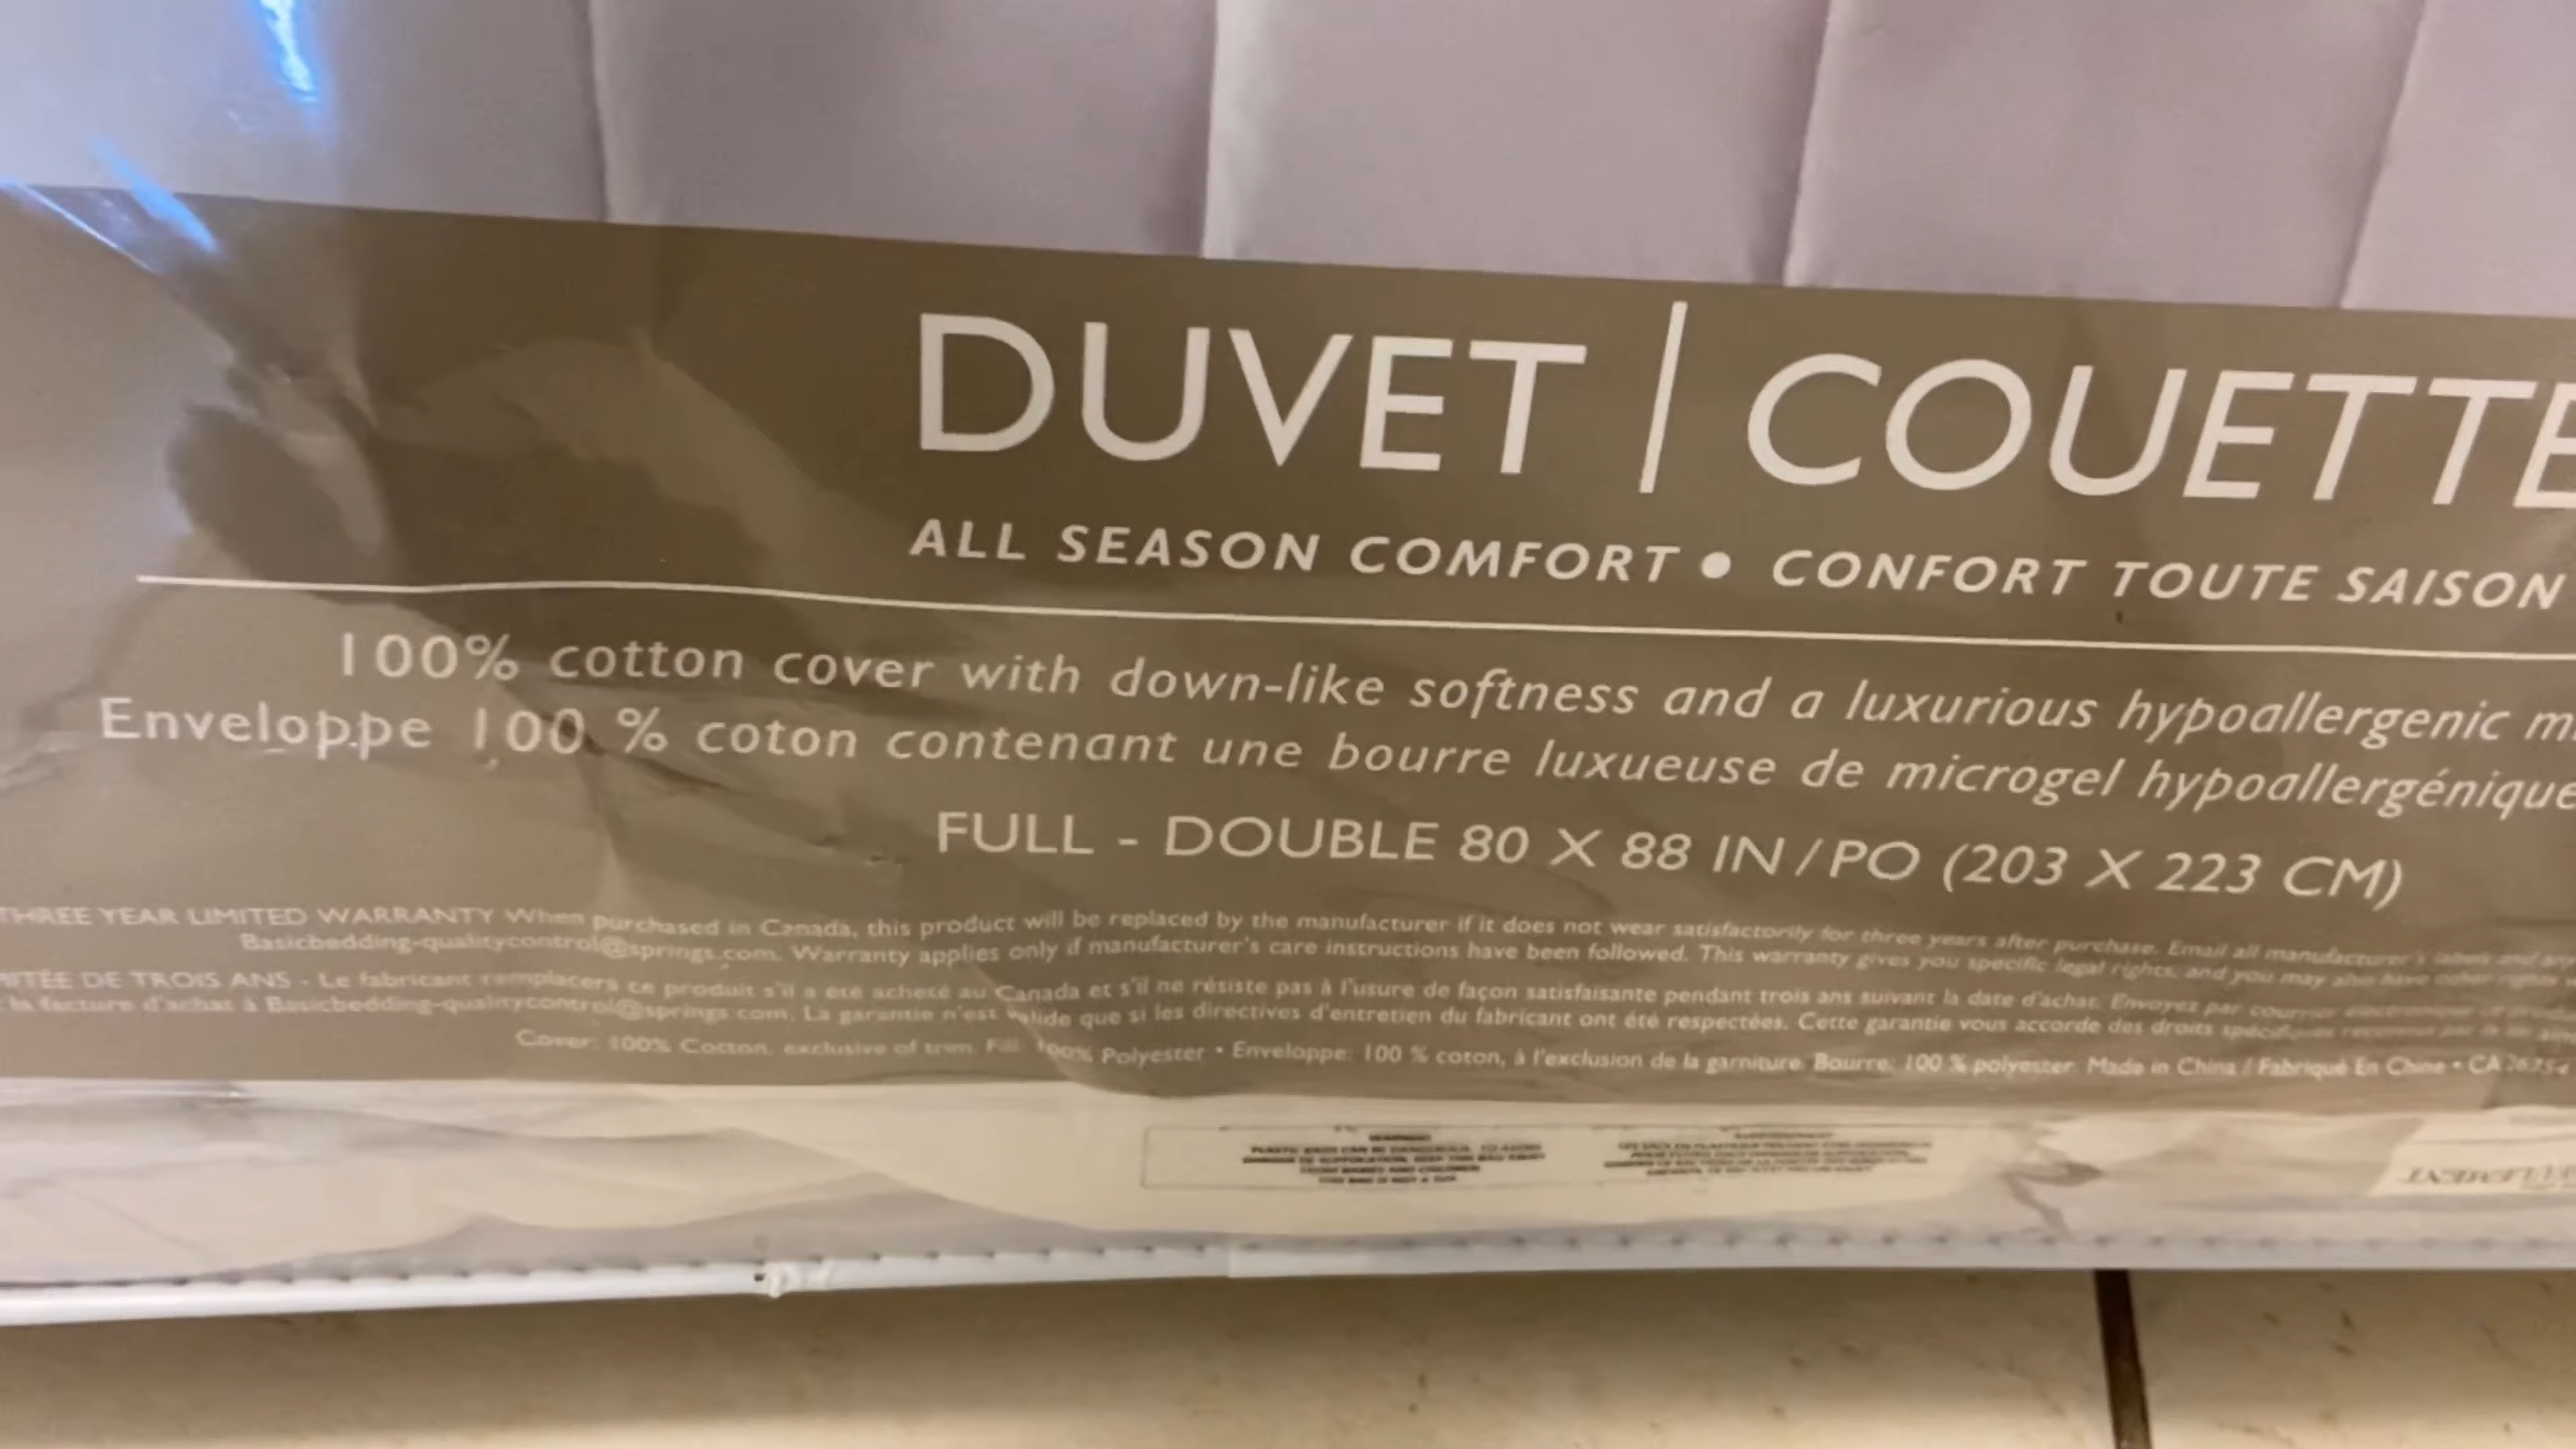 DUVET | COUETTE
ALL SEASON COMFORT • CONFORT TOUTE SAISON
100% cotton cover with down-like softness and a luxurious hypoallergenic
Enveloppe 100 % coton contenant une bourre luxueuse de microgel hypoallergénique
FULL - DOUBLE 80 X 88 IN/PO (203 X 223 CM)
THREE YEAR LIMITED WARRANTY When purchased in Canada, this product will be replaced by the manufacturer if it does not wear satisfactorily for three years after purchase. Email all manufacturer's labels and
Basicbedding-qualitycontrol@springs.com. Warranty applies only if manufacturer's care instructions have been followed. This warranty gives you specific legal rights, and you may also have other rights
DE TROIS ANS - Le fabricant remplacera ce produit s'il a été acheté au Canada et s'il ne résiste pas à l'usure de façon satisfaisante pendant trois ans suivant la date d'achat. Envoyez par courrier électronique
la facture d'achat à Basicbedding-qualitycontrol@springs.com. La garantie n'est valide que si les directives d'entretien du fabricant ont été respectées. Cette garantie vous accorde des droits spécifiques
Cover: 100% Cotton, exclusive of trim. Fill: 100% Polyester • Enveloppe: 100 % coton, à l'exclusion de la garniture. Bourre: 100 % polyester. Made in China / Fabriqué En Chine • CA
WARNING